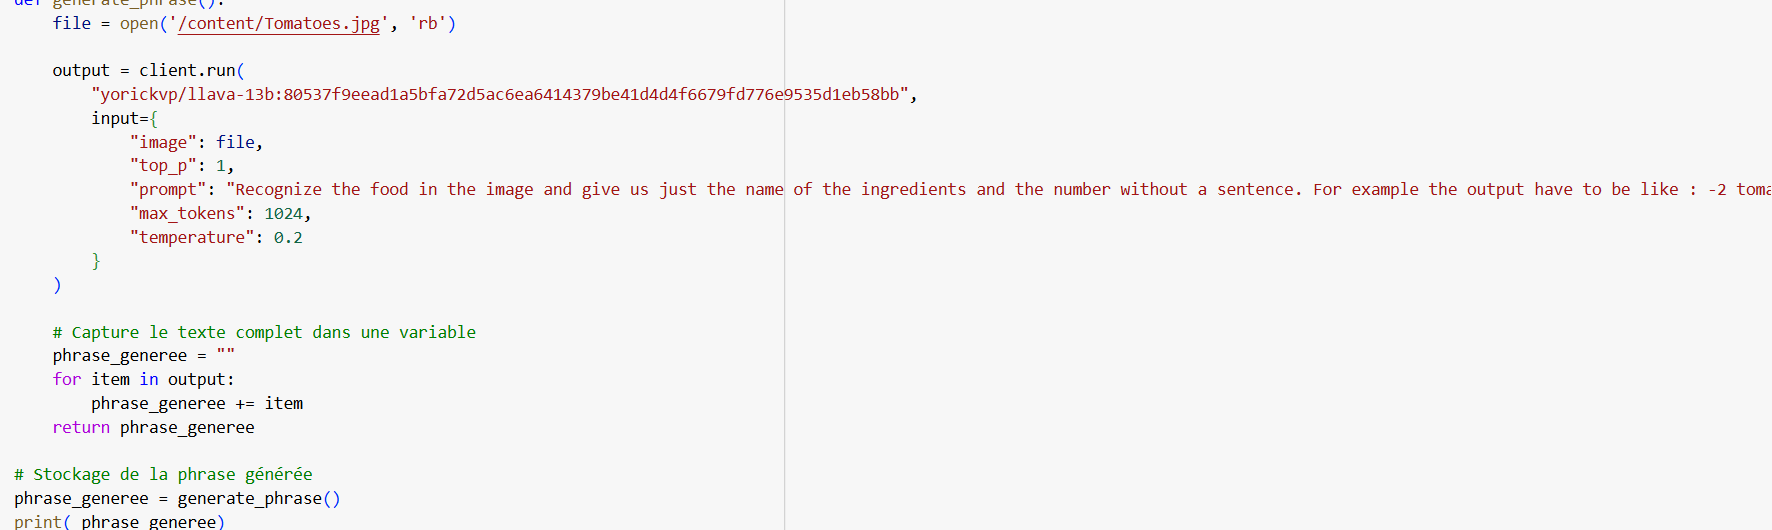 def generate_phrase():
    file = open('/content/Tomatoes.jpg', 'rb')

    output = client.run(
        "yorickvp/llava-13b:80537f9eead1a5bfa72d5ac6ea6414379be41d4d4f6679fd776e9535d1eb58bb",
        input={
            "image": file,
            "top_p": 1,
            "prompt": "Recognize the food in the image and give us just the name of the ingredients and the number without a sentence. For example the output have to be like : -2 toma
            "max_tokens": 1024,
            "temperature": 0.2
        }
    )

    # Capture le texte complet dans une variable
    phrase_generee = ""
    for item in output:
        phrase_generee += item
    return phrase_generee

# Stockage de la phrase générée
phrase_generee = generate_phrase()
print( phrase_generee)